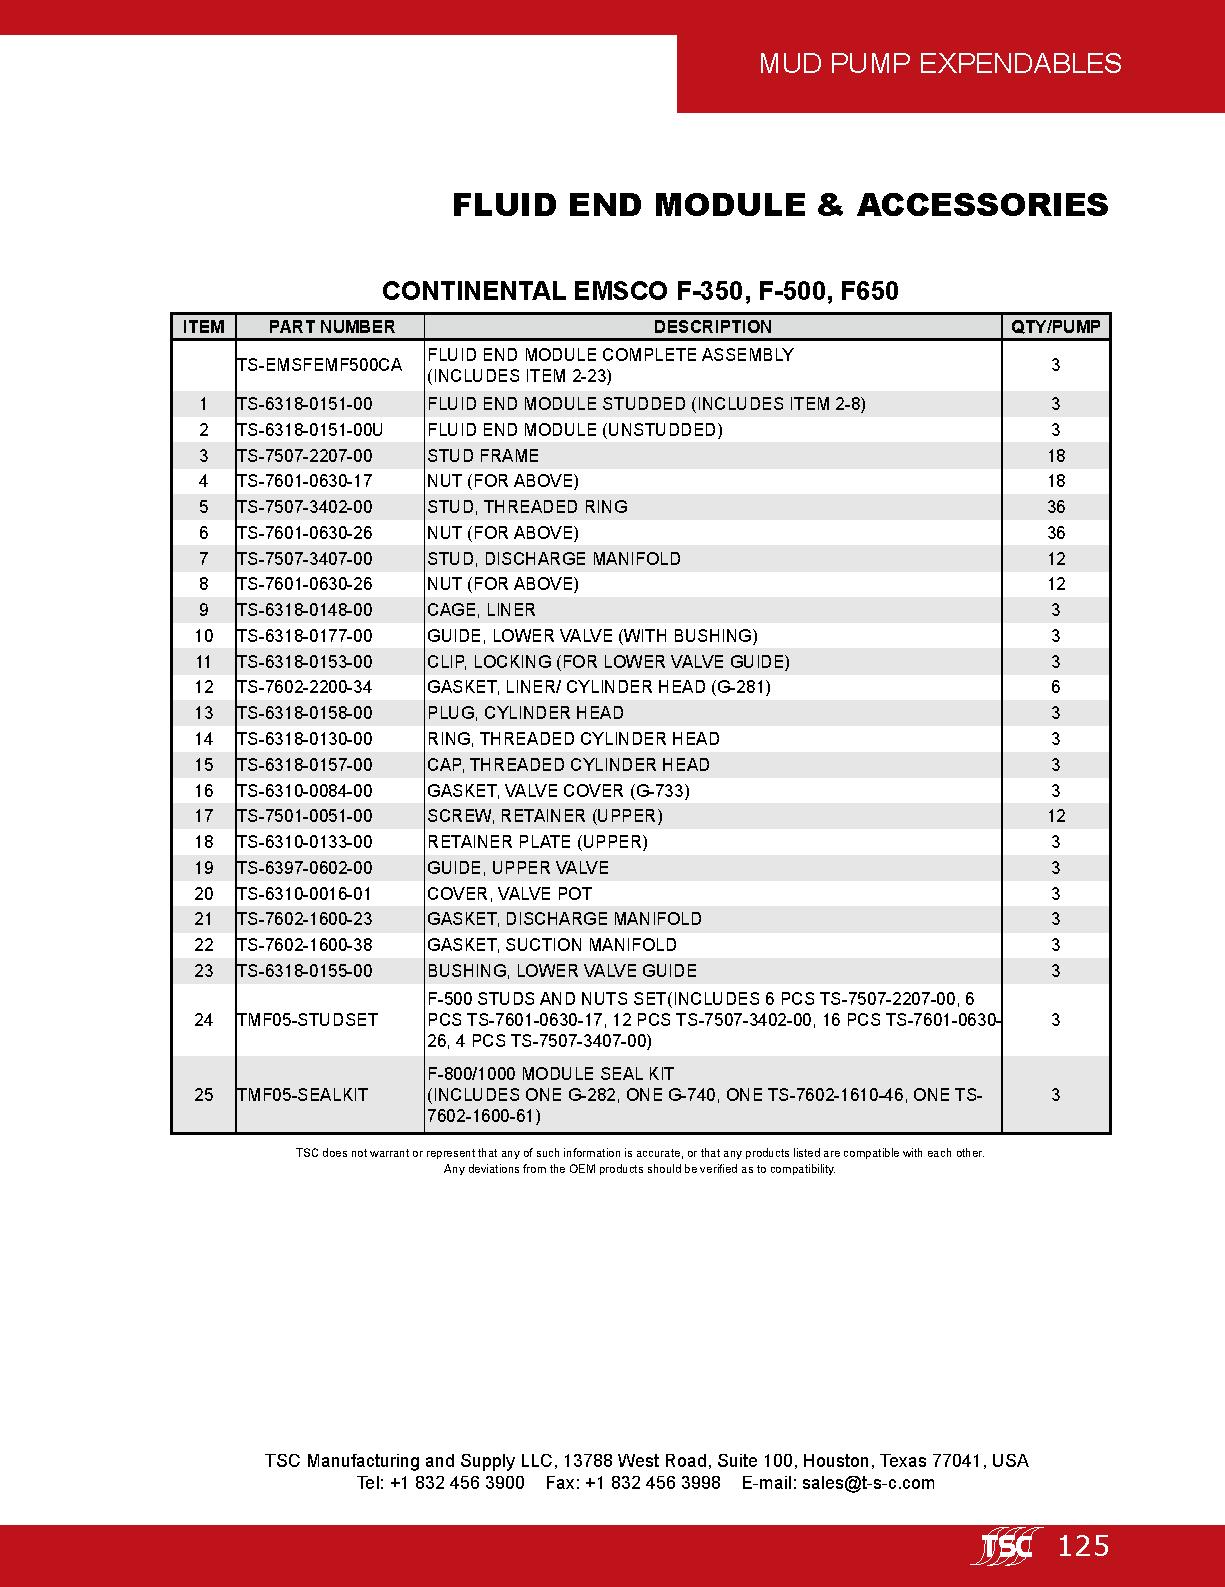 MUD PUMP EXPENDABLES
FLUID END MODULE & ACCESSORIES
CONTINENTAL EMSCO F-350, F-500, F650
ITEM PART NUMBER DESCRIPTION QTY/PUMP
TS-EMSFEMF500CA FLUID END MODULE COMPLETE ASSEMBLY
(INCLUDES ITEM 2-23) 3
1 TS-6318-0151-00 FLUID END MODULE STUDDED (INCLUDES ITEM 2-8) 3
2 TS-6318-0151-00U FLUID END MODULE (UNSTUDDED) 3
3 TS-7507-2207-00 STUD FRAME 18
4 TS-7601-0630-17 NUT (FOR ABOVE) 18
5 TS-7507-3402-00 STUD, THREADED RING 36
6 TS-7601-0630-26 NUT (FOR ABOVE) 36
7 TS-7507-3407-00 STUD, DISCHARGE MANIFOLD 12
8 TS-7601-0630-26 NUT (FOR ABOVE) 12
9 TS-6318-0148-00 CAGE, LINER 3
10 TS-6318-0177-00 GUIDE, LOWER VALVE (WITH BUSHING) 3
11 TS-6318-0153-00 CLIP, LOCKING (FOR LOWER VALVE GUIDE) 3
12 TS-7602-2200-34 GASKET, LINER/ CYLINDER HEAD (G-281) 6
13 TS-6318-0158-00 PLUG, CYLINDER HEAD 3
14 TS-6318-0130-00 RING, THREADED CYLINDER HEAD 3
15 TS-6318-0157-00 CAP, THREADED CYLINDER HEAD 3
16 TS-6310-0084-00 GASKET, VALVE COVER (G-733) 3
17 TS-7501-0051-00 SCREW, RETAINER (UPPER) 12
18 TS-6310-0133-00 RETAINER PLATE (UPPER) 3
19 TS-6397-0602-00 GUIDE, UPPER VALVE 3
20 TS-6310-0016-01 COVER, VALVE POT 3
21 TS-7602-1600-23 GASKET, DISCHARGE MANIFOLD 3
22 TS-7602-1600-38 GASKET, SUCTION MANIFOLD 3
23 TS-6318-0155-00 BUSHING, LOWER VALVE GUIDE 3
F-500 STUDS AND NUTS SET(INCLUDES 6 PCS TS-7507-2207-00, 6
24 TMF05-STUDSET PCS TS-7601-0630-17, 12 PCS TS-7507-3402-00, 16 PCS TS-7601-0630- 3
26, 4 PCS TS-7507-3407-00)
F-800/1000 MODULE SEAL KIT
25 TMF05-SEALKIT (INCLUDES ONE G-282, ONE G-740, ONE TS-7602-1610-46, ONE TS- 3
7602-1600-61)
TSC does not warrant or represent that any of such information is accurate, or that any products listed are compatible with each other.
Any deviations from the OEM products should be verified as to compatibility.
TSC Manufacturing and Supply LLC, 13788 West Road, Suite 100, Houston, Texas 77041, USA
Tel: +1 832 456 3900 Fax: +1 832 456 3998 E-mail: sales@t-s-c.com
TSC 125